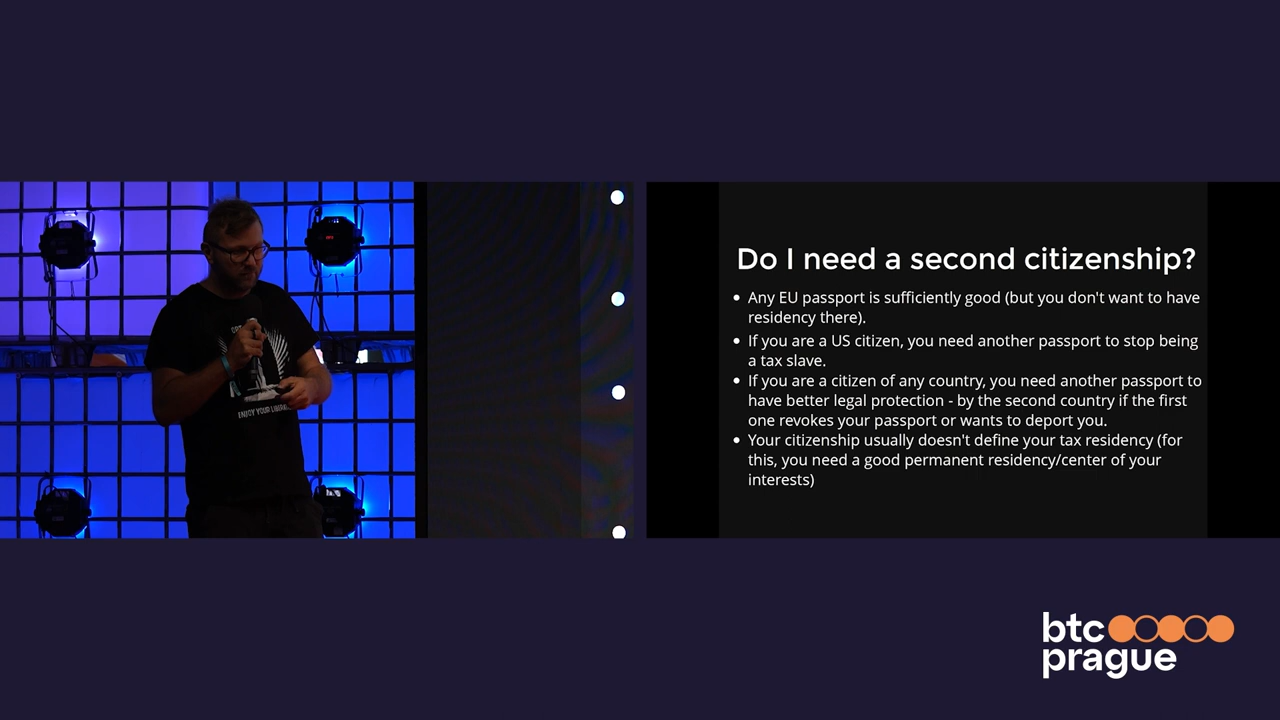 ENJOY YOUR
Do I need a second citizenship?
• Any EU passport is sufficiently good (but you don't want to have
residency there).
• If you are a US citizen, you need another passport to stop being
a tax slave.
• If you are a citizen of any country, you need another passport to
have better legal protection - by the second country if the first
one revokes your passport or wants to deport you.
• Your citizenship usually doesn't define your tax residency (for
this, you need a good permanent residency/center of your
interests)
btc
prague